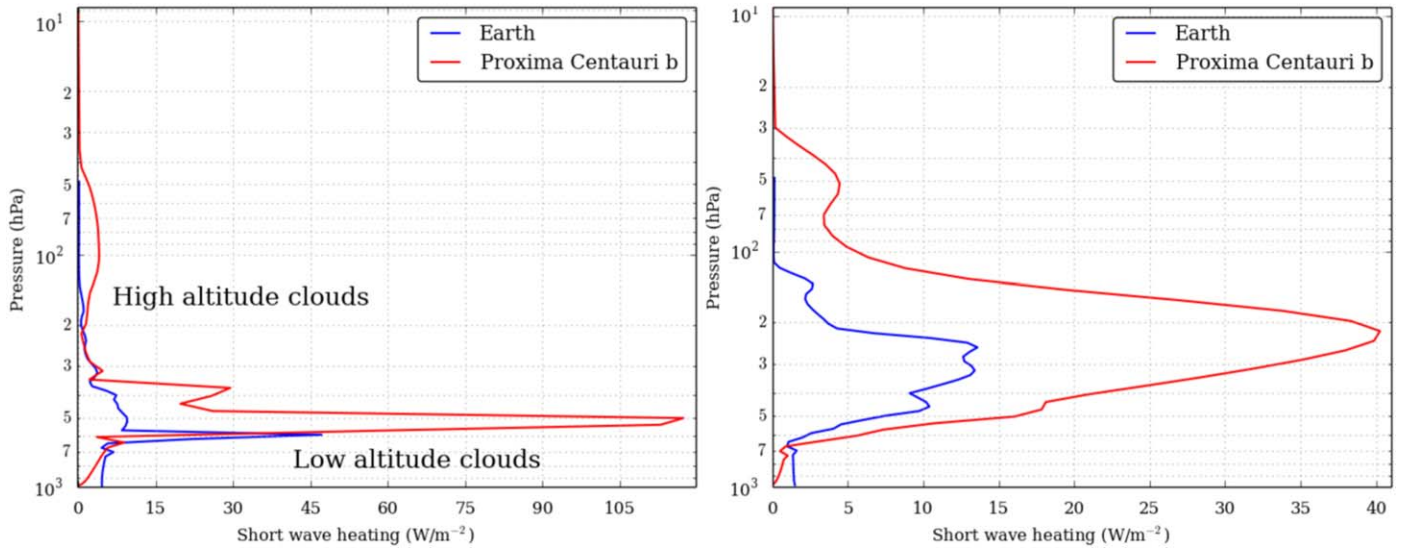 10¹
2
3
5
7
10²
2
3
5
7
10³
Pressure (hPa)
Earth
Proxima Centauri b
High altitude clouds
Low altitude clouds
0 15 30 45 60 75 90 105
Short wave heating (W/m⁻²)
10¹
2
3
5
7
10²
2
3
5
7
10³
Pressure (hPa)
Earth
Proxima Centauri b
0 5 10 15 20 25 30 35 40
Short wave heating (W/m⁻²)